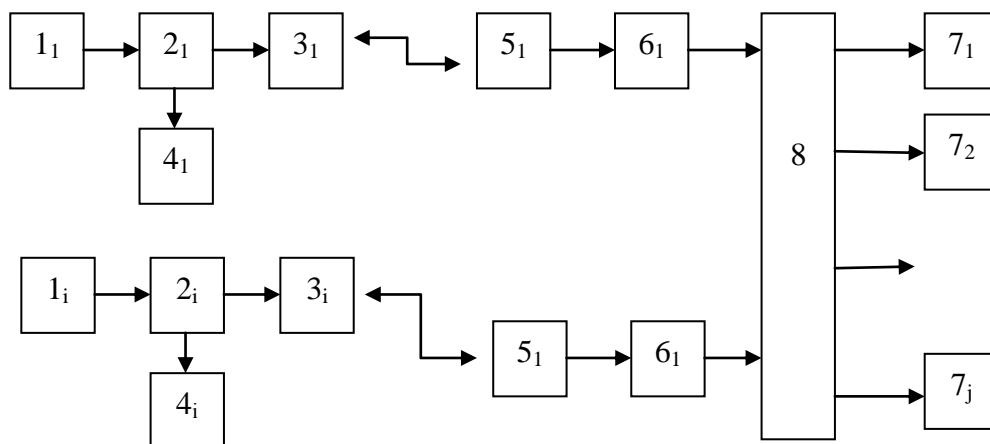 1₁ 2₁ 3₁ 5₁ 6₁ 7₁
4₁ 8 7₂
1ᵢ 2ᵢ 3ᵢ
5₁ 6₁ 7ⱼ
4ᵢ